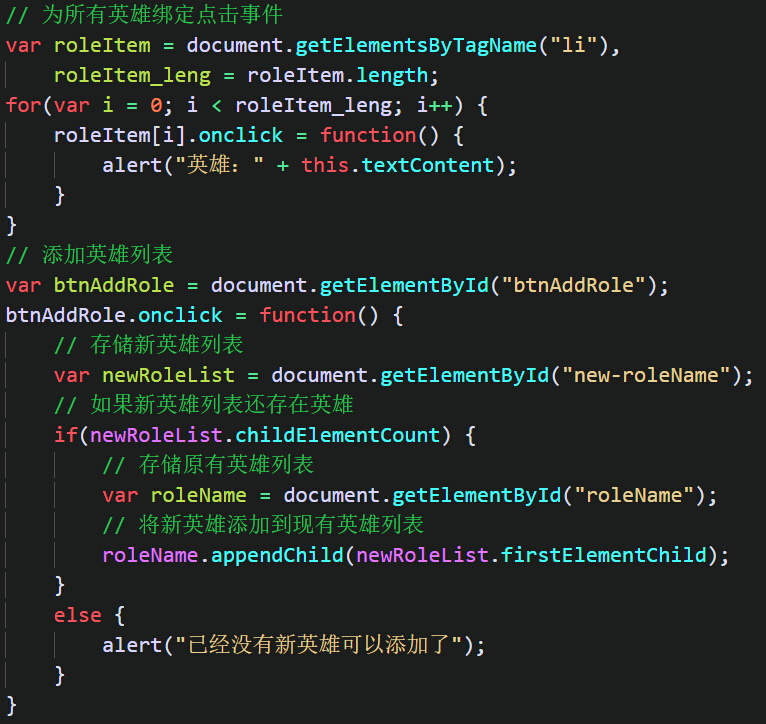 // 为所有英雄绑定点击事件
var roleItem = document.getElementsByTagName("li"),
    roleItem_leng = roleItem.length;
for(var i = 0; i < roleItem_leng; i++) {
    roleItem[i].onclick = function() {
        alert("英雄：" + this.textContent);
    }
}
// 添加英雄列表
var btnAddRole = document.getElementById("btnAddRole");
btnAddRole.onclick = function() {
    // 存储新英雄列表
    var newRoleList = document.getElementById("new-roleName");
    // 如果新英雄列表还存在英雄
    if(newRoleList.childElementCount) {
        // 存储原有英雄列表
        var roleName = document.getElementById("roleName");
        // 将新英雄添加到现有英雄列表
        roleName.appendChild(newRoleList.firstElementChild);
    }
    else {
        alert("已经没有新英雄可以添加了");
    }
}